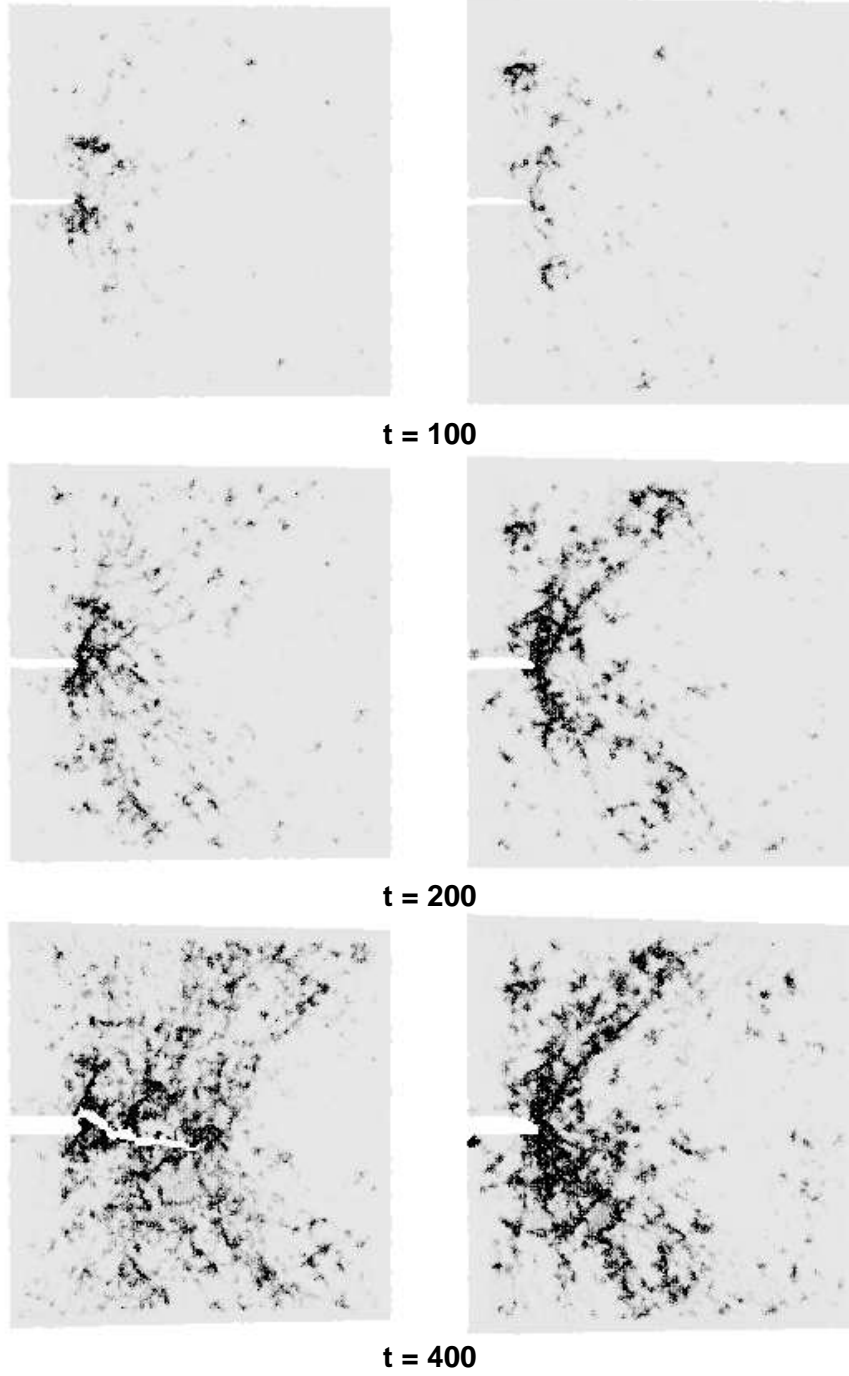 t = 100
t = 200
t = 400